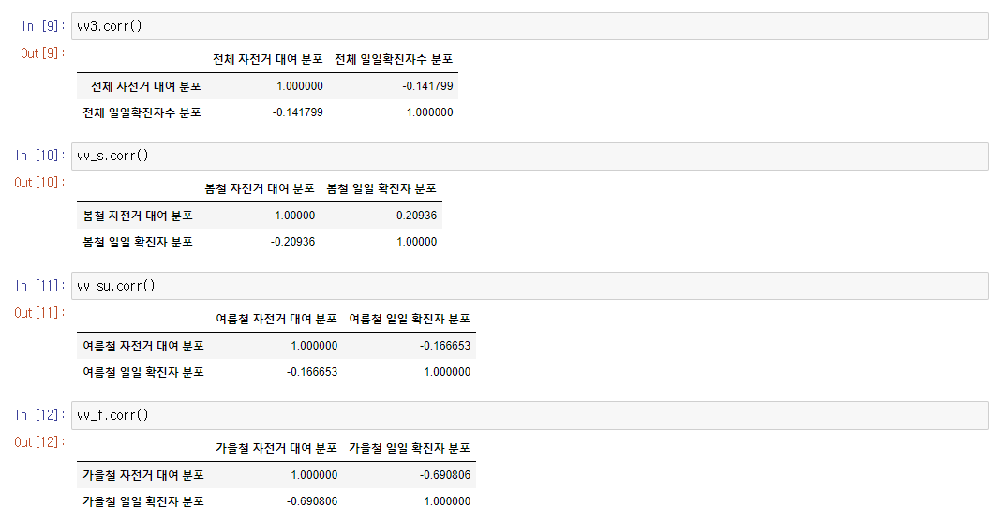 In [9]: vv3.corr()
Out[9]:
전체 자전거 대여 분포 전체 일일확진자수 분포
전체 자전거 대여 분포 1.000000 -0.141799
전체 일일확진자수 분포 -0.141799 1.000000
In [10]: vv_s.corr()
Out[10]:
봄철 자전거 대여 분포 봄철 일일 확진자 분포
봄철 자전거 대여 분포 1.00000 -0.20936
봄철 일일 확진자 분포 -0.20936 1.00000
In [11]: vv_su.corr()
Out[11]:
여름철 자전거 대여 분포 여름철 일일 확진자 분포
여름철 자전거 대여 분포 1.000000 -0.166653
여름철 일일 확진자 분포 -0.166653 1.000000
In [12]: vv_f.corr()
Out[12]:
가을철 자전거 대여 분포 가을철 일일 확진자 분포
가을철 자전거 대여 분포 1.000000 -0.690806
가을철 일일 확진자 분포 -0.690806 1.000000